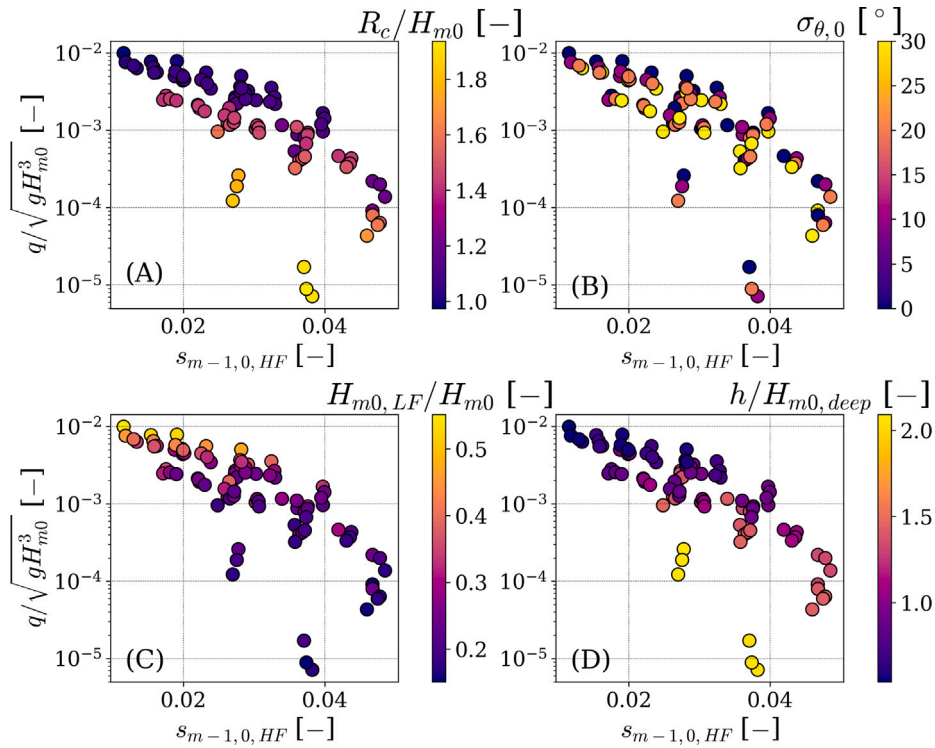 R_c/H_{m0} [−]
10^{-2}
10^{-3}
10^{-4}
10^{-5}
q/√gH^3_{m0} [−]
(A)
0.02 0.04
s_{m−1,0,HF} [−]
1.8
1.6
1.4
1.2
1.0
σ_{θ,0} [°]
10^{-2}
10^{-3}
10^{-4}
10^{-5}
(B)
0.02 0.04
s_{m−1,0,HF} [−]
30
25
20
15
10
5
0
H_{m0,LF}/H_{m0} [−]
10^{-2}
10^{-3}
10^{-4}
10^{-5}
q/√gH^3_{m0} [−]
(C)
0.02 0.04
s_{m−1,0,HF} [−]
0.5
0.4
0.3
0.2
h/H_{m0,deep} [−]
10^{-2}
10^{-3}
10^{-4}
10^{-5}
(D)
0.02 0.04
s_{m−1,0,HF} [−]
2.0
1.5
1.0